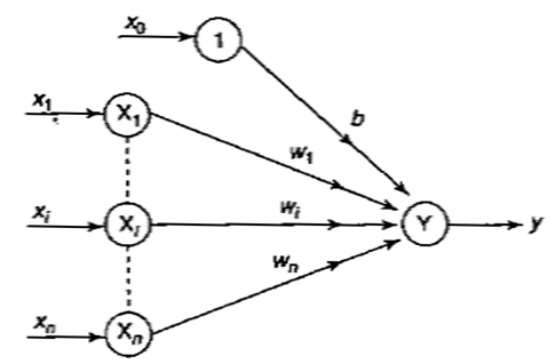 x₀ 1
b
x₁ X₁
w₁
xᵢ Xᵢ wᵢ Y y
wₙ
xₙ Xₙ